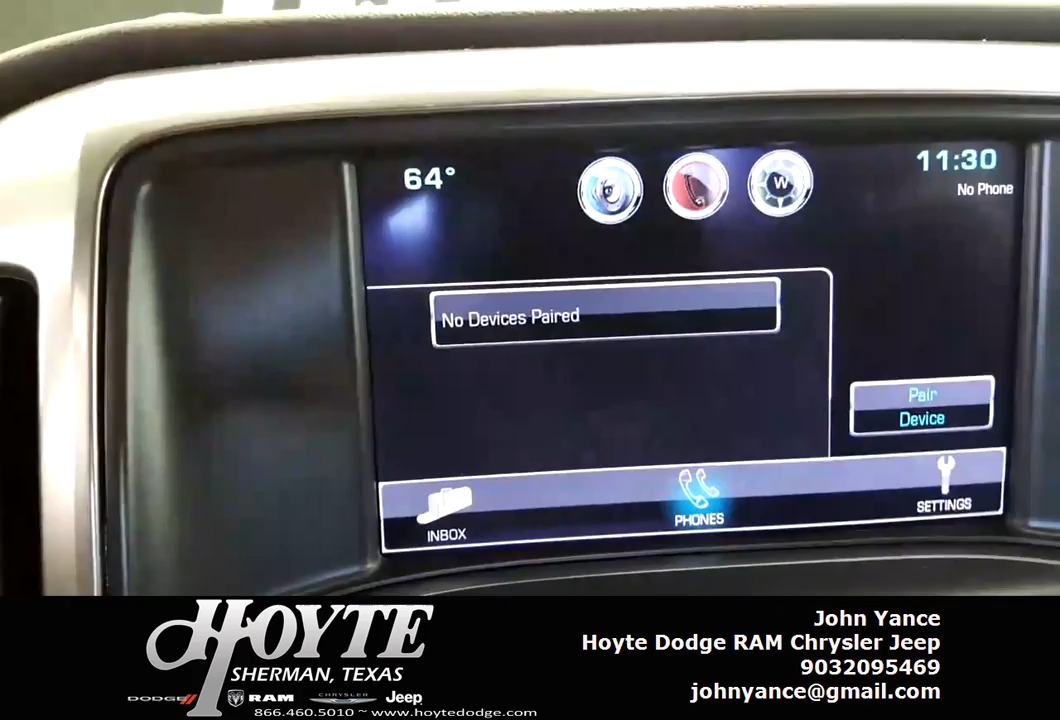 64°
W
11:30
No Phone
No Devices Paired
Pair
Device
INBOX
PHONES
SETTINGS
HOYTE
SHERMAN, TEXAS
DODGE RAM CHRYSLER Jeep
866.460.5010 ~ www.hoytedodge.com
John Yance
Hoyte Dodge RAM Chrysler Jeep
9032095469
johnyance@gmail.com